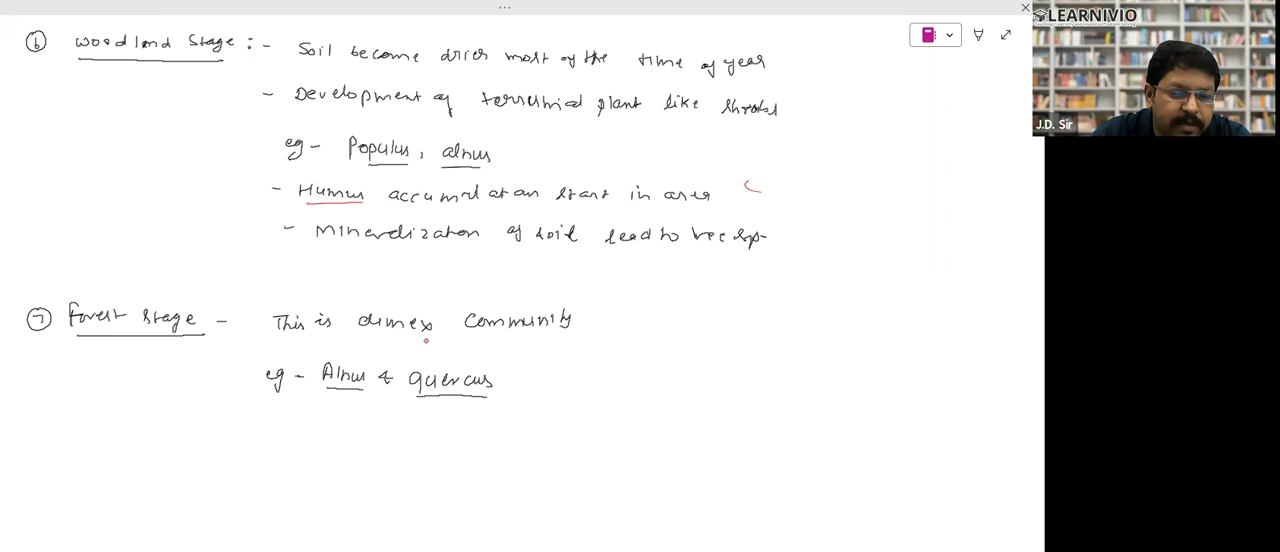 LEARNIVIO
J.D. Sir
⑥ Woodland Stage :- Soil become drier most of the time of year
- Development of terrestrial plant like
eg - Populus, alnus
- Humus accumulation start in area
- Mineralization of soil lead to
⑦ Forest Stage - This is climax Community
eg - Alnus & Quercus